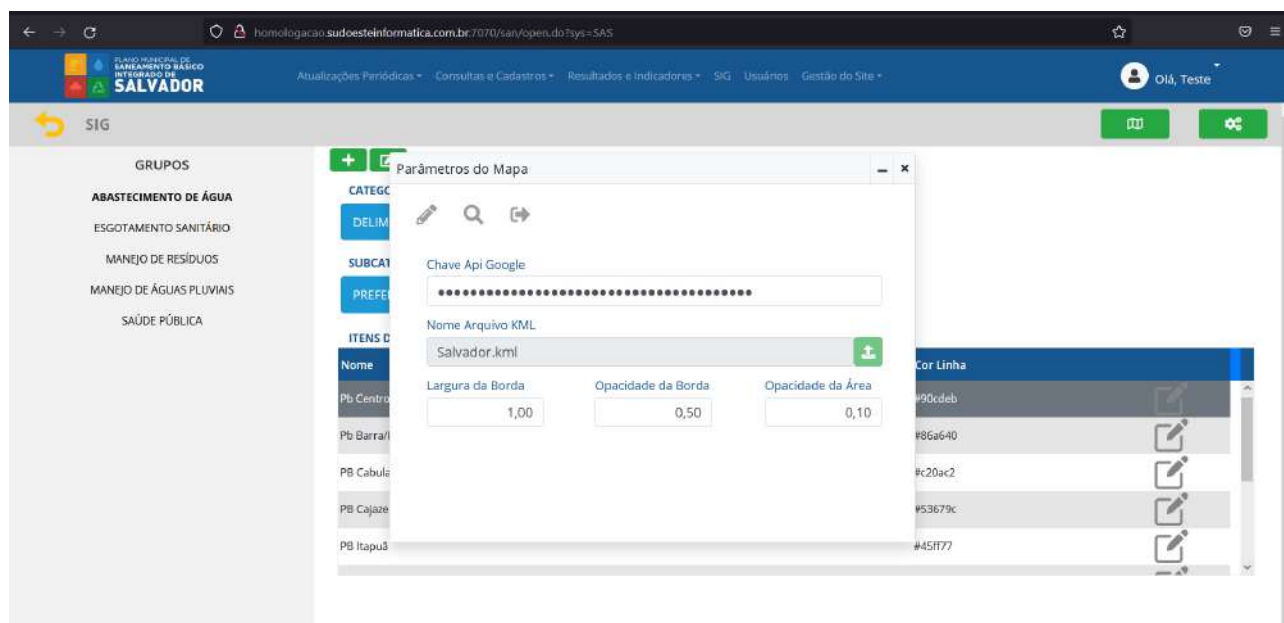 homologacao.sudoesteinformatica.com.br:7070/san/open.do?sys=SAS
PLANO MUNICIPAL DE
SANEAMENTO BÁSICO
INTEGRADO DE
SALVADOR
Atualizações Periódicas Consultas e Cadastros Resultados e Indicadores SIG Usuários Gestão do Site
Olá, Teste
SIG
GRUPOS
ABASTECIMENTO DE ÁGUA
ESGOTAMENTO SANITÁRIO
MANEJO DE RESÍDUOS
MANEJO DE ÁGUAS PLUVIAIS
SAÚDE PÚBLICA
CATEGO
DELIM
SUBCAT
PREFEI
ITENS D
Parâmetros do Mapa
Chave Api Google
•••••••••••••••••••••••••••••••••••••••
Nome Arquivo KML
Salvador.kml
Largura da Borda Opacidade da Borda Opacidade da Área
1,00 0,50 0,10
Nome Cor Linha
Pb Centro #90cdeb
Pb Barra/ #86a640
PB Cabula #c20ac2
PB Cajaze #53679c
PB Itapuã #45ff77